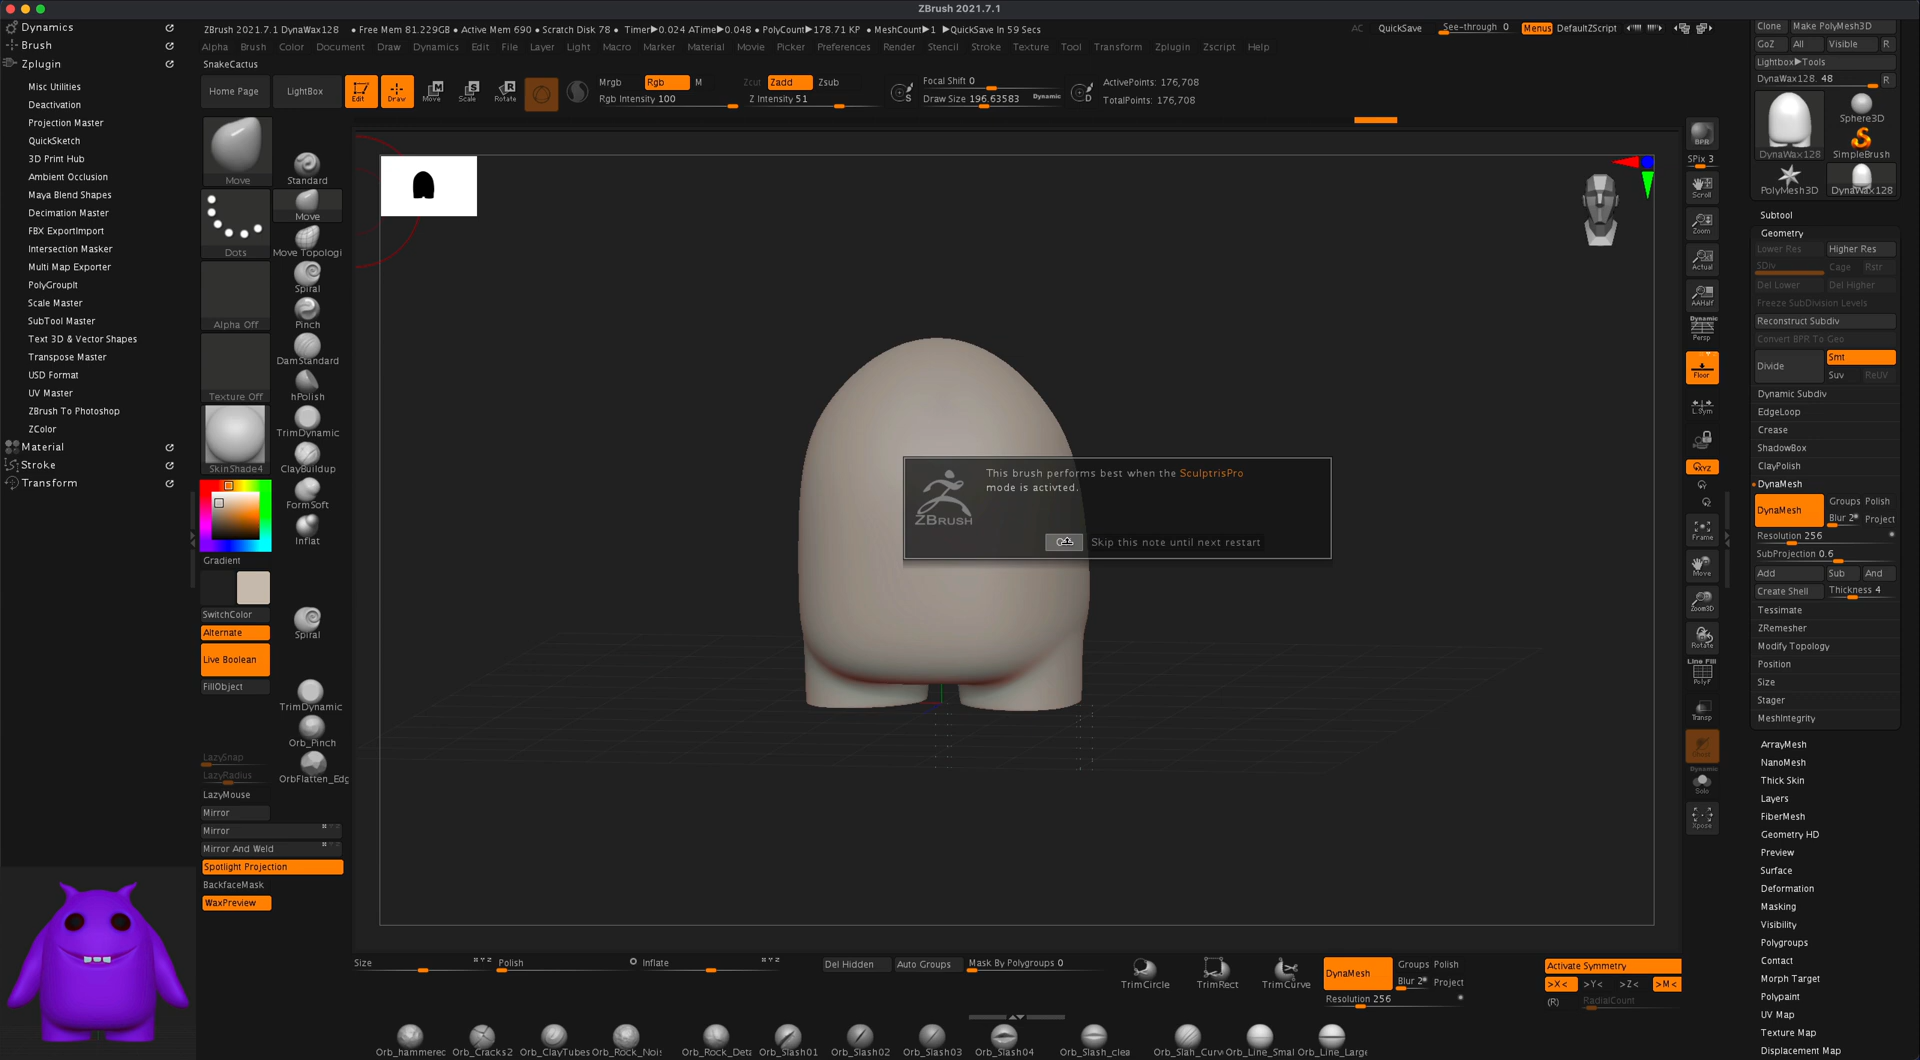 ZBrush 2021.7.1
Dynamics
Brush
Zplugin
Misc Utilities
Deactivation
Projection Master
QuickSketch
3D Print Hub
Ambient Occlusion
Maya Blend Shapes
Decimation Master
FBX ExportImport
Intersection Masker
Multi Map Exporter
PolyGroupIt
Scale Master
SubTool Master
Text 3D & Vector Shapes
Transpose Master
USD Format
UV Master
ZBrush To Photoshop
ZColor
Material
Stroke
Transform
ZBrush 2021.7.1 DynaWax128 • Free Mem 81.229GB • Active Mem 690 • Scratch Disk 78 • Timer▶0.024 ATime▶0.048 • PolyCount▶178.71 KP • MeshCount▶1 ▶QuickSave In 59 Secs
AC QuickSave See-through 0 Menus DefaultZScript
Alpha Brush Color Document Draw Dynamics Edit File Layer Light Macro Marker Material Movie Picker Preferences Render Stencil Stroke Texture Tool Transform Zplugin Zscript Help
SnakeCactus
Home Page LightBox Edit Draw Move Scale Rotate
Mrgb Rgb M
Rgb Intensity 100
Zcut Zadd Zsub
Z Intensity 51
Focal Shift 0
Draw Size 196.63583 Dynamic
ActivePoints: 176,708
TotalPoints: 176,708
Move
Standard
Move
Dots
Move Topologi
Spiral
Alpha Off
Pinch
DamStandard
Texture Off
hPolish
TrimDynamic
SkinShade4
ClayBuildup
FormSoft
Inflat
Gradient
SwitchColor
Alternate
Spiral
Live Boolean
FillObject
TrimDynamic
Orb_Pinch
OrbFlatten_Edg
LazySnap
LazyRadius
LazyMouse
Mirror
Mirror
Mirror And Weld
Spotlight Projection
BackfaceMask
WaxPreview
This brush performs best when the SculptrisPro
mode is activted.
ZBRUSH
Skip this note until next restart
BPR
SPix 3
Scroll
Zoom
Actual
AAHalf
Dynamic
Persp
Floor
L.Sym
XYZ
Frame
Move
Zoom3D
Rotate
Line Fill
PolyF
Transp
Dynamic
Solo
Xpose
Clone Make PolyMesh3D
GoZ All Visible R
Lightbox▶Tools
DynaWax128. 48 R
DynaWax128
Sphere3D
SimpleBrush
PolyMesh3D
DynaWax128
Subtool
Geometry
Lower Res Higher Res
SDiv Cage Rstr
Del Lower Del Higher
Freeze SubDivision Levels
Reconstruct Subdiv
Convert BPR To Geo
Divide Smt
Suv ReUV
Dynamic Subdiv
EdgeLoop
Crease
ShadowBox
ClayPolish
DynaMesh
DynaMesh Groups Polish
Blur 2 Project
Resolution 256
SubProjection 0.6
Add Sub And
Create Shell Thickness 4
Tessimate
ZRemesher
Modify Topology
Position
Size
Stager
MeshIntegrity
ArrayMesh
NanoMesh
Thick Skin
Layers
FiberMesh
Geometry HD
Preview
Surface
Deformation
Masking
Visibility
Polygroups
Contact
Morph Target
Polypaint
UV Map
Texture Map
Displacement Map
Size Polish Inflate
Del Hidden Auto Groups Mask By Polygroups 0
TrimCircle TrimRect TrimCurve
DynaMesh Groups Polish
Blur 2 Project
Resolution 256
Activate Symmetry
>X< >Y< >Z< >M<
(R) RadialCount
Orb_hammerec Orb_Cracks2 Orb_ClayTubes Orb_Rock_Nois Orb_Rock_Deta Orb_Slash01 Orb_Slash02 Orb_Slash03 Orb_Slash04 Orb_Slash_clea Orb_Slah_Curv Orb_Line_Smal Orb_Line_Large